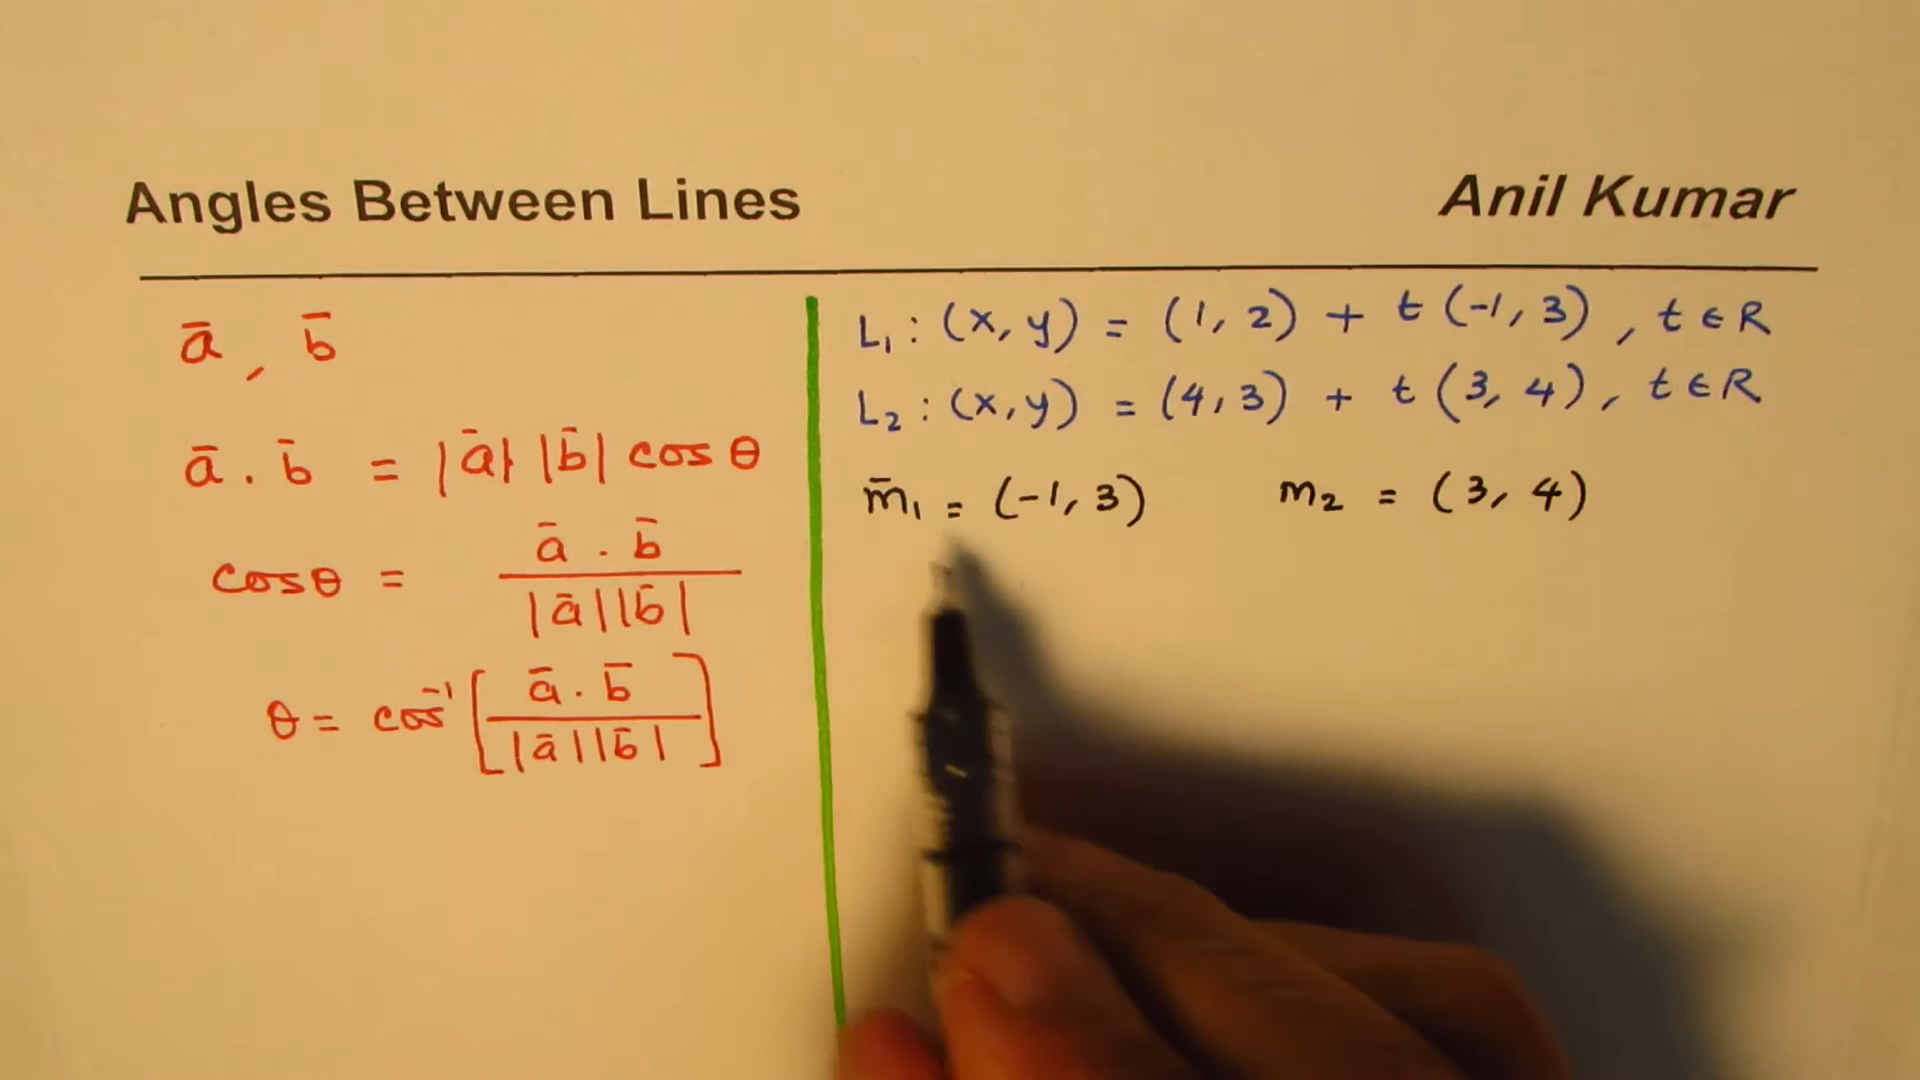 Angles Between Lines
Anil Kumar
a̅ , b̅
a̅ . b̅ = |a̅| |b̅| cos θ
cosθ = a̅ . b̅ / |a̅||b̅|
θ = cos⁻¹ [ a̅ . b̅ / |a̅||b̅| ]
L₁ : (x, y) = (1, 2) + t (-1, 3) , t ∈ R
L₂ : (x, y) = (4, 3) + t (3, 4) , t ∈ R
m̅₁ = (-1, 3) m₂ = (3, 4)